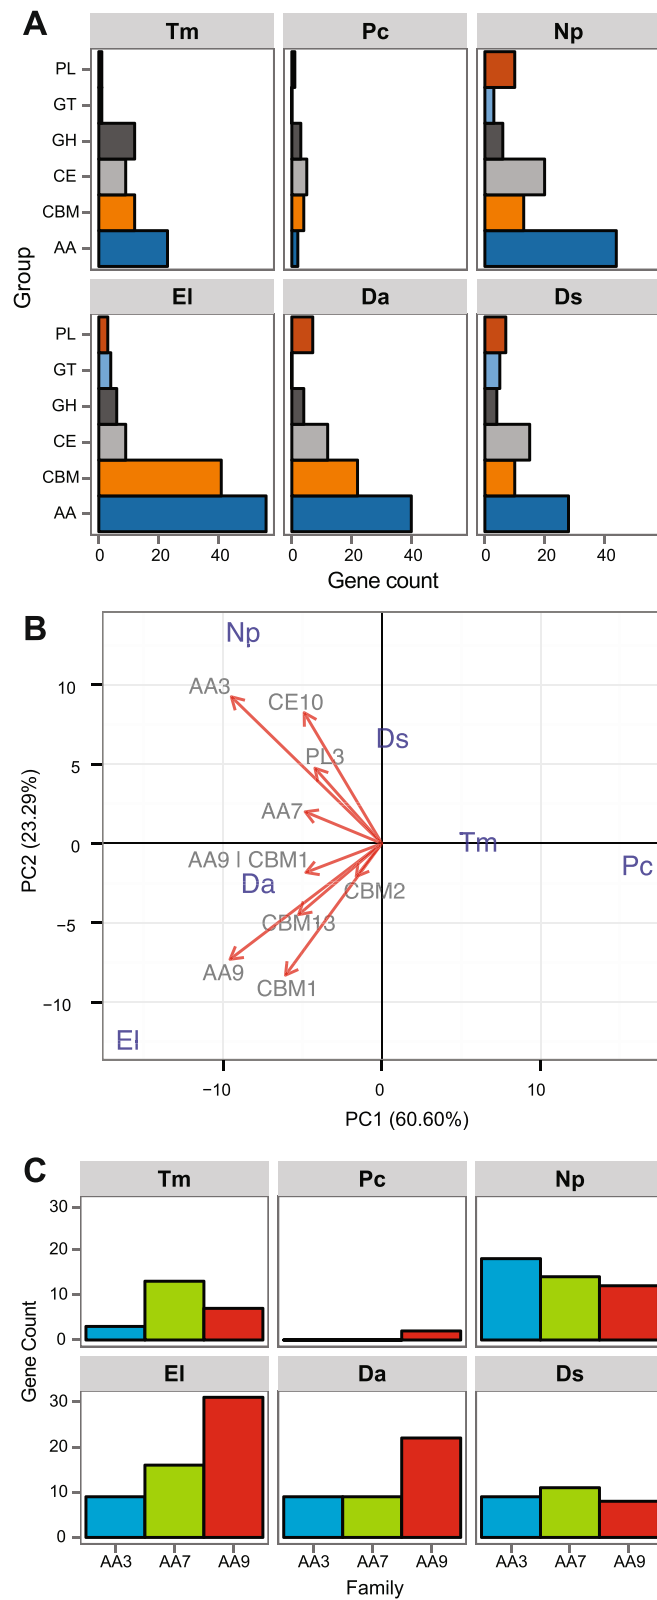 A
Tm Pc Np
PL
GT
GH
CE
CBM
AA
Group
El Da Ds
PL
GT
GH
CE
CBM
AA
0 20 40 0 20 40 0 20 40
Gene count
B
Np
AA3
CE10
10
Ds
PL3
5
AA7
0
Tm
AA9 | CBM1
Pc
Da
CBM2
CBM13
−5
AA9
CBM1
−10
El
−10 0 10
PC2 (23.29%)
PC1 (60.60%)
C
Tm Pc Np
30
20
10
0
Gene Count
El Da Ds
30
20
10
0
AA3 AA7 AA9 AA3 AA7 AA9 AA3 AA7 AA9
Family